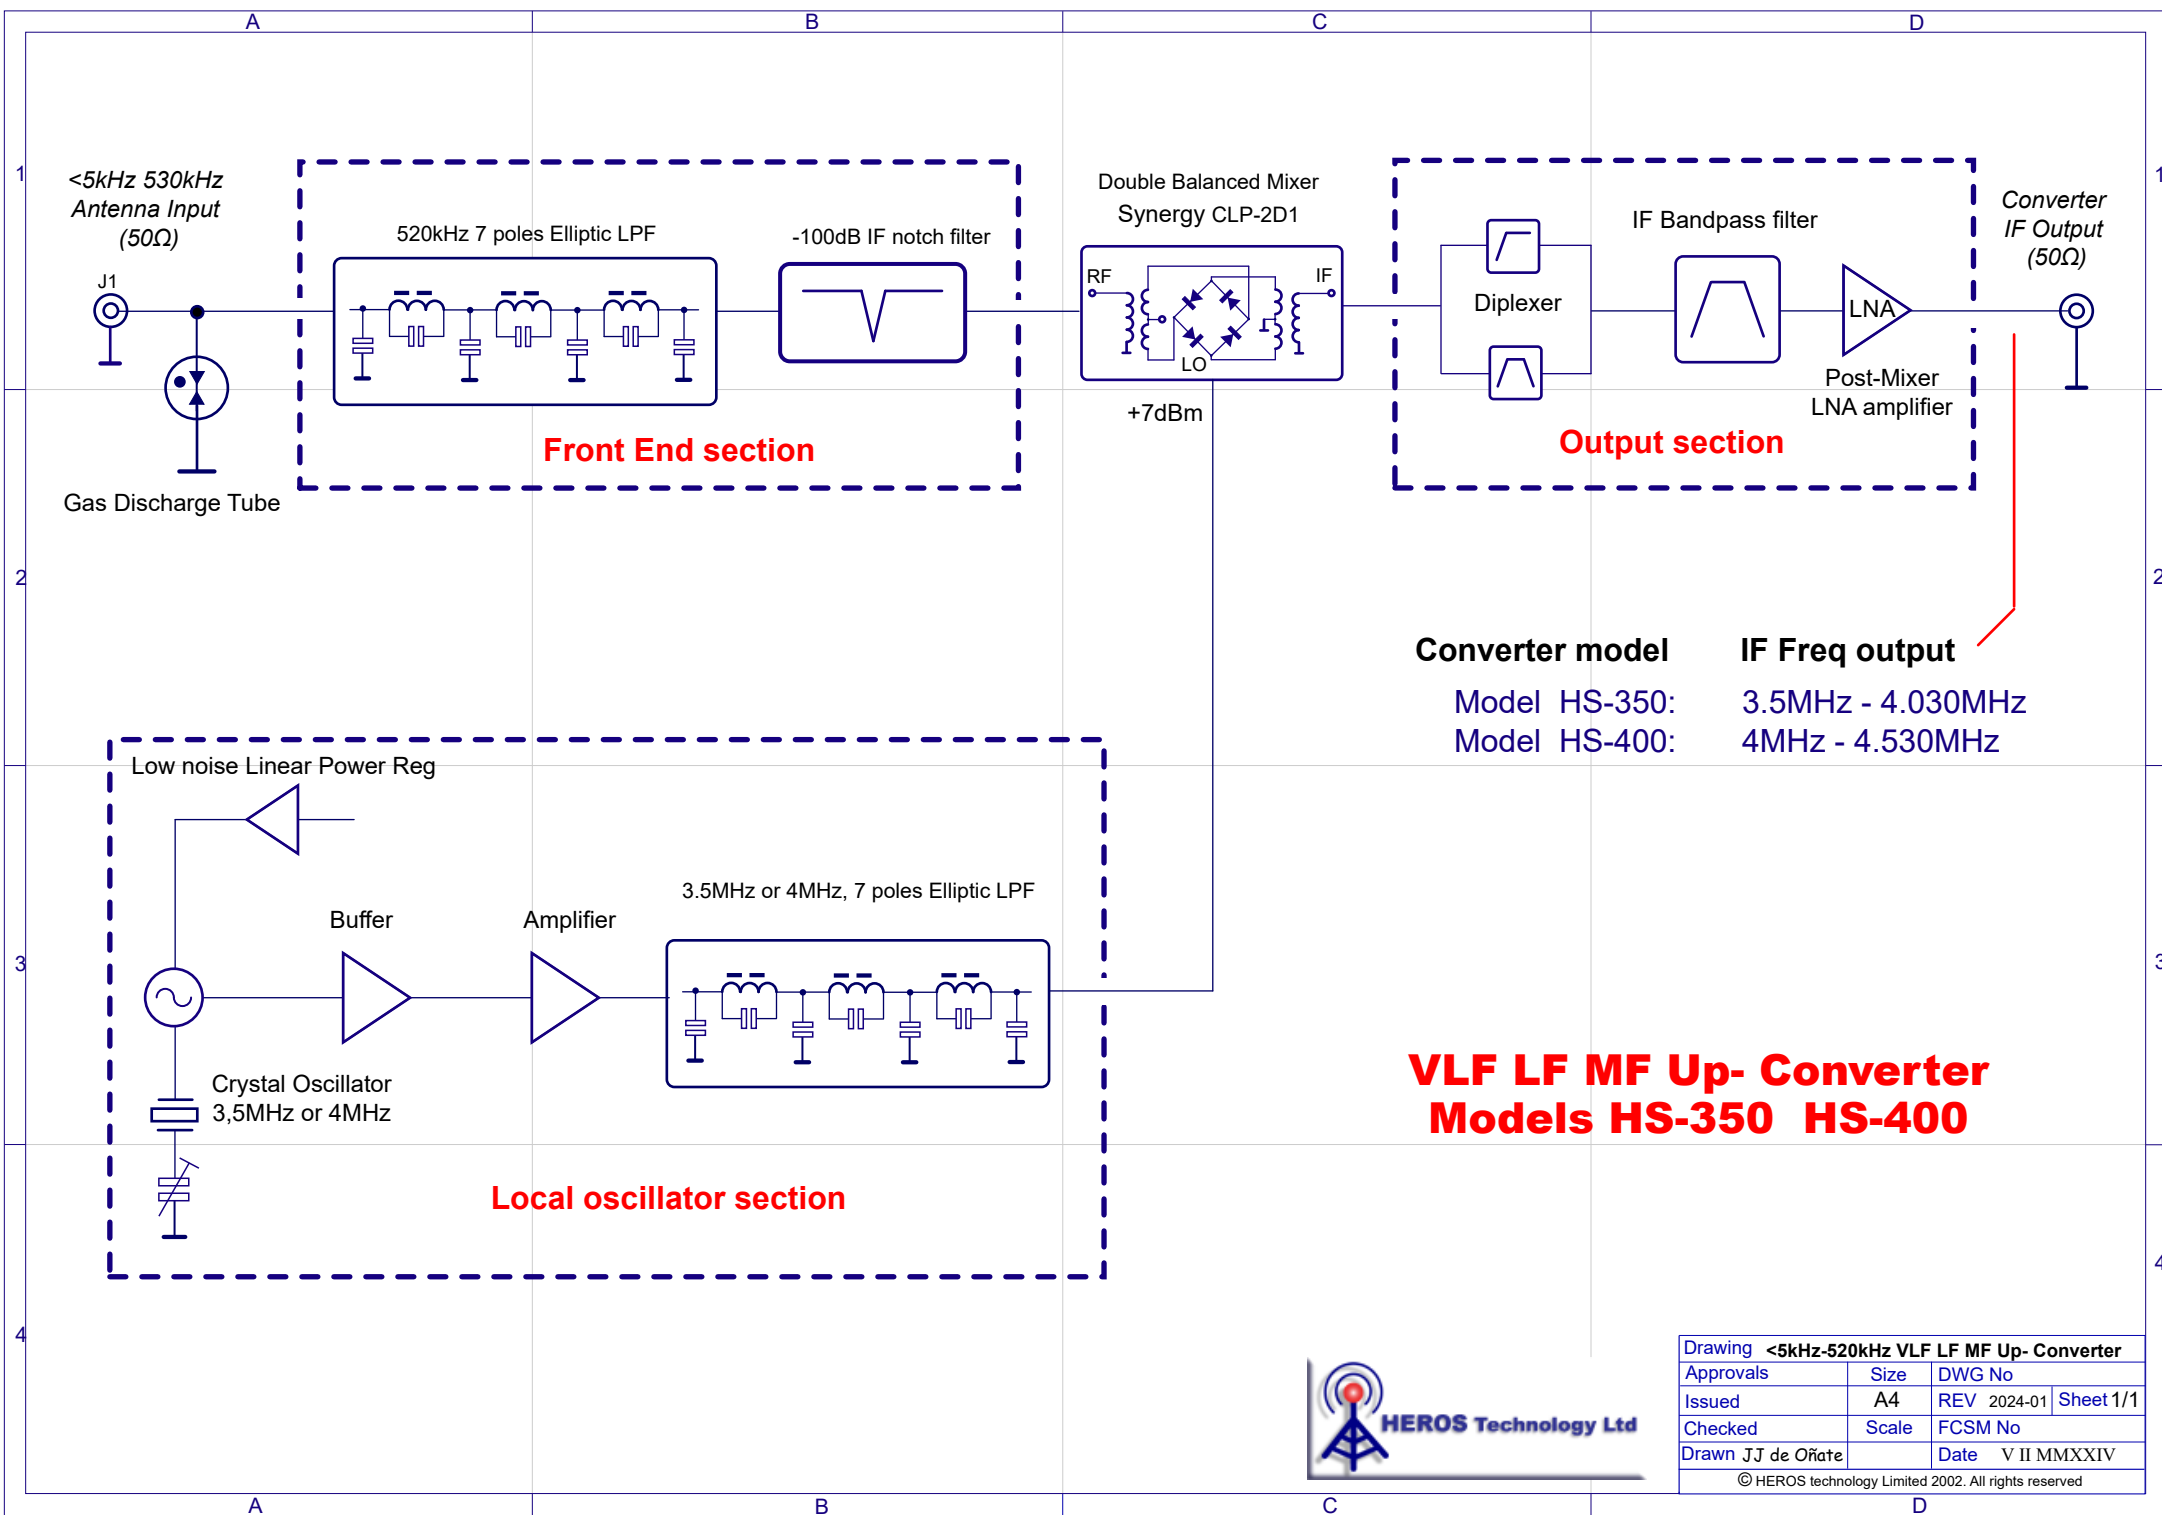 A
B
C
D
1
1
<5kHz 530kHz
Antenna Input
(50Ω)
J1
Gas Discharge Tube
520kHz 7 poles Elliptic LPF
-100dB IF notch filter
Front End section
Double Balanced Mixer
Synergy CLP-2D1
RF
IF
LO
+7dBm
Diplexer
IF Bandpass filter
LNA
Post-Mixer
LNA amplifier
Output section
Converter
IF Output
(50Ω)
2
2
Converter model IF Freq output
Model HS-350: 3.5MHz - 4.030MHz
Model HS-400: 4MHz - 4.530MHz
Low noise Linear Power Reg
Buffer
Amplifier
3.5MHz or 4MHz, 7 poles Elliptic LPF
3
3
Crystal Oscillator
3,5MHz or 4MHz
Local oscillator section
VLF LF MF Up- Converter
Models HS-350 HS-400
4
4
HEROS Technology Ltd
Drawing <5kHz-520kHz VLF LF MF Up- Converter
Approvals Size DWG No
Issued A4 REV 2024-01 Sheet 1/1
Checked Scale FCSM No
Drawn JJ de Oñate Date V II MMXXIV
© HEROS technology Limited 2002. All rights reserved
A
B
C
D